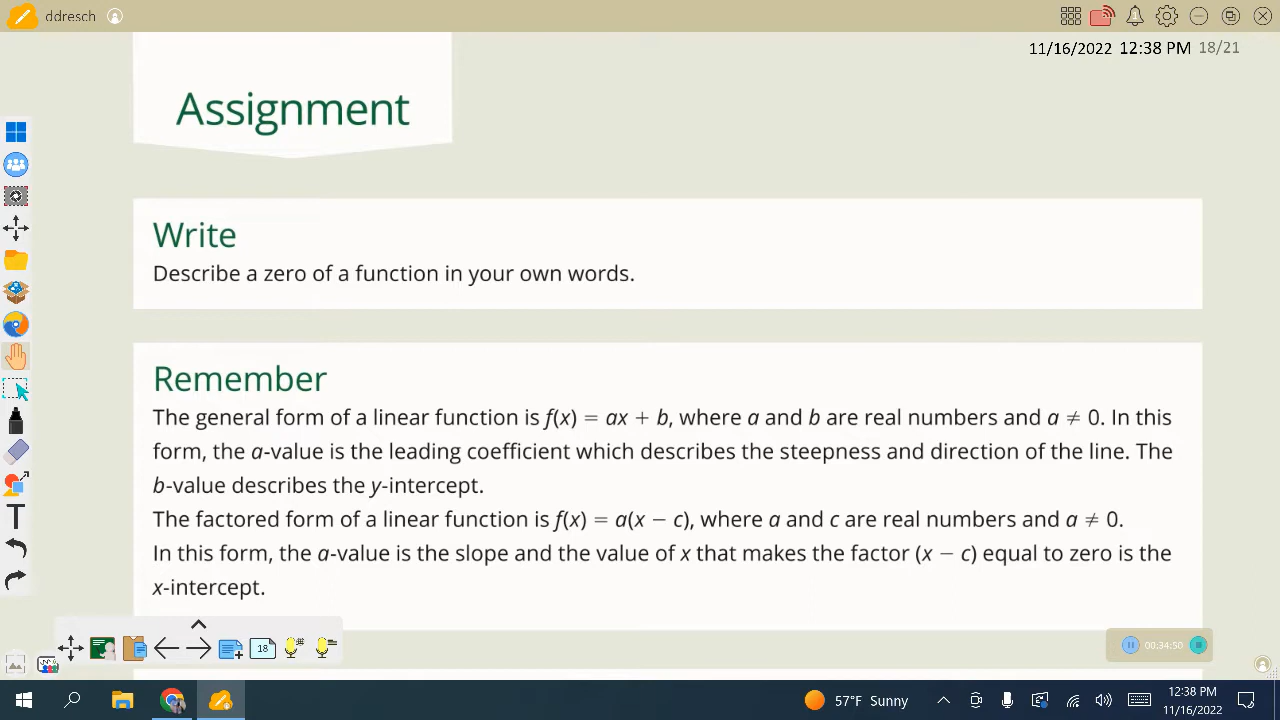 ddresch
11/16/2022 12:38 PM 18/21
Assignment
Write
Describe a zero of a function in your own words.
Remember
The general form of a linear function is f(x) = ax + b, where a and b are real numbers and a ≠ 0. In this
form, the a-value is the leading coefficient which describes the steepness and direction of the line. The
b-value describes the y-intercept.
The factored form of a linear function is f(x) = a(x − c), where a and c are real numbers and a ≠ 0.
In this form, the a-value is the slope and the value of x that makes the factor (x − c) equal to zero is the
x-intercept.
18
00:34:50
57°F Sunny
12:38 PM
11/16/2022